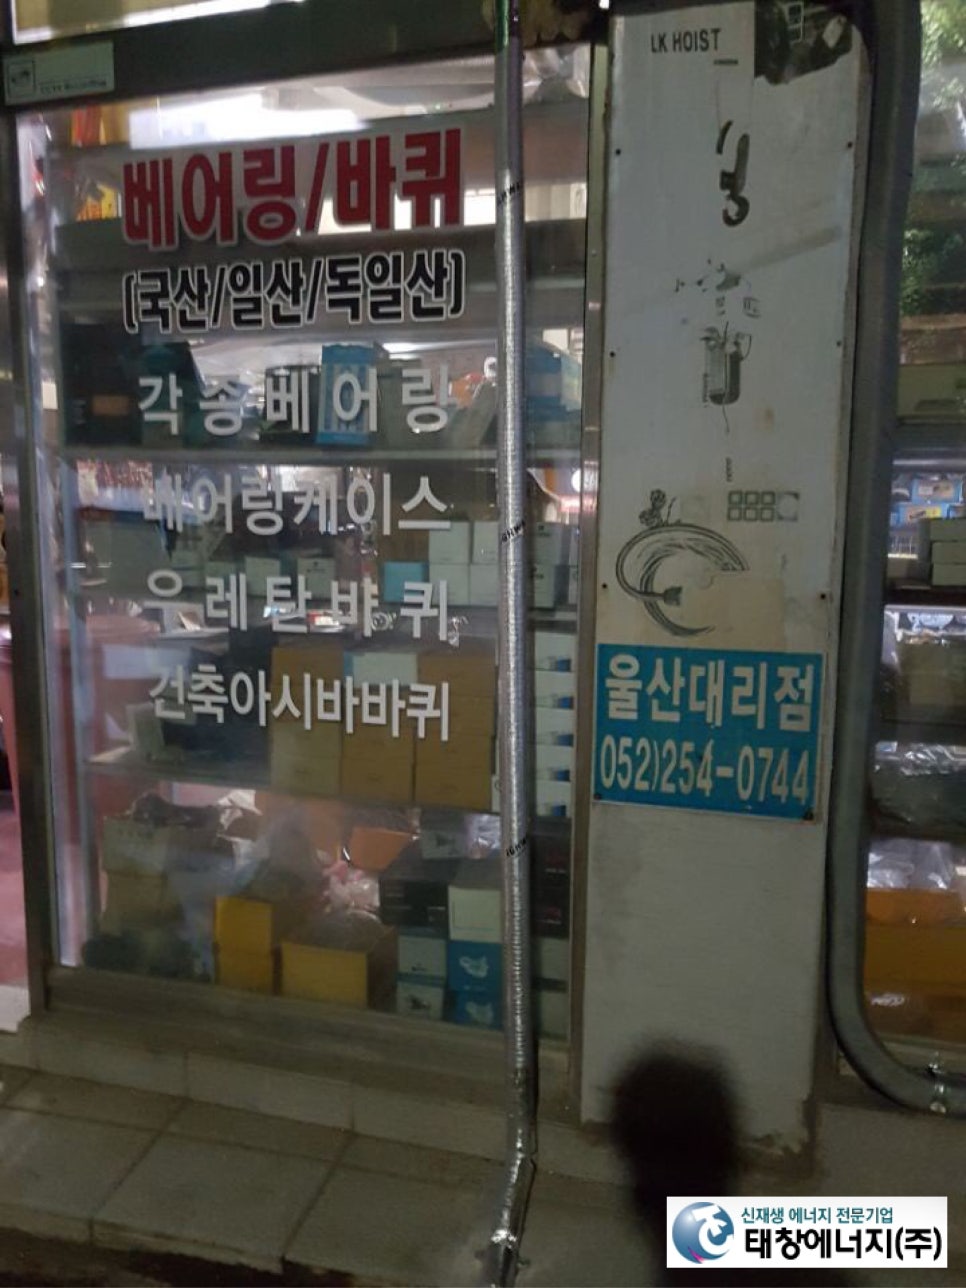 베어링/바퀴
(국산/일산/독일산)
각종베어링
베어링케이스
우레탄바퀴
건축아시바바퀴
LK HOIST
울산대리점
052)254-0744
신재생 에너지 전문기업
태창에너지(주)